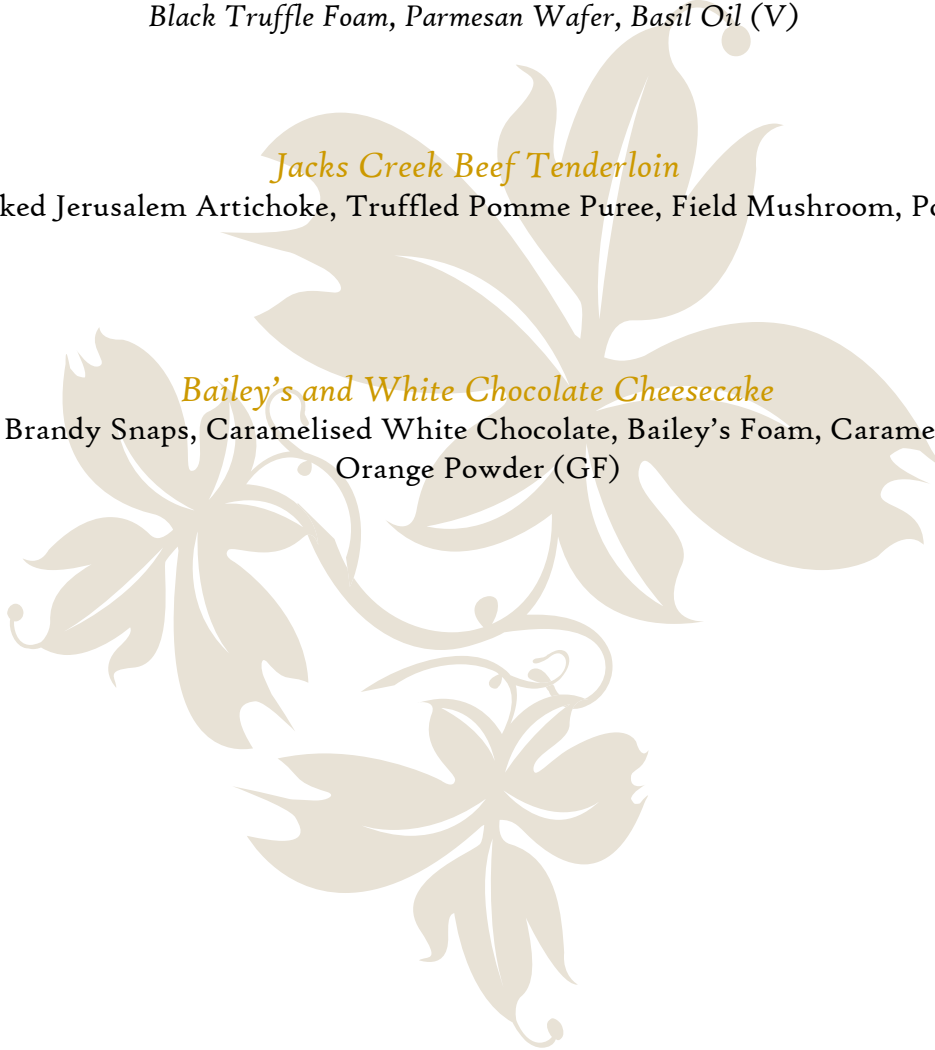 Black Truffle Foam, Parmesan Wafer, Basil Oil (V)
Jacks Creek Beef Tenderloin
ked Jerusalem Artichoke, Truffled Pomme Puree, Field Mushroom, Po
Bailey’s and White Chocolate Cheesecake
Brandy Snaps, Caramelised White Chocolate, Bailey’s Foam, Carame
Orange Powder (GF)